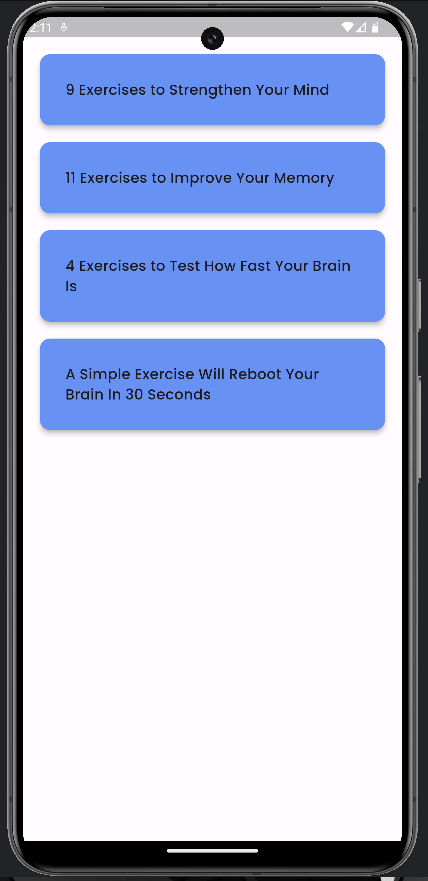 2:11
9 Exercises to Strengthen Your Mind
11 Exercises to Improve Your Memory
4 Exercises to Test How Fast Your Brain
Is
A Simple Exercise Will Reboot Your
Brain In 30 Seconds